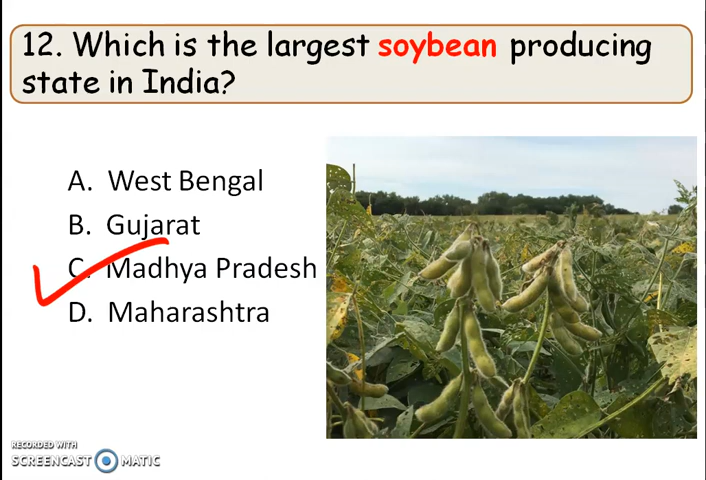 12. Which is the largest soybean producing
state in India?
A. West Bengal
B. Gujarat
C. Madhya Pradesh
D. Maharashtra
RECORDED WITH
SCREENCAST MATIC